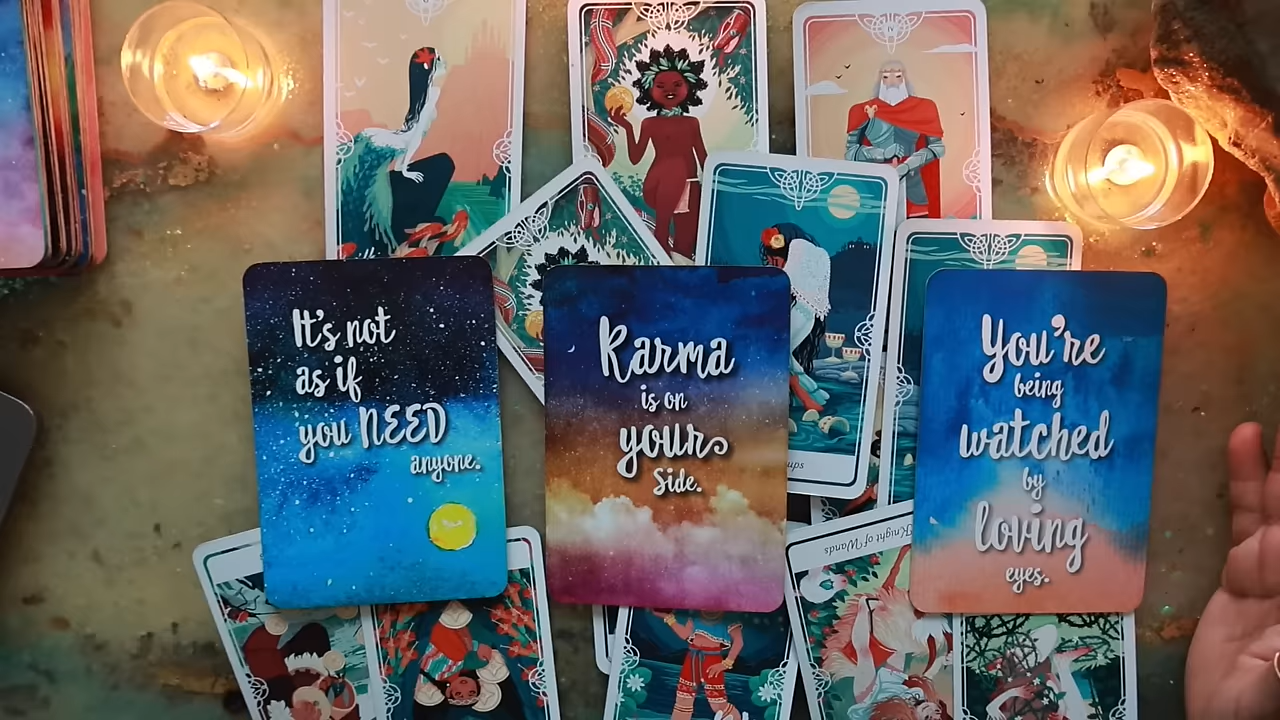 It's not
as if
you NEED
anyone.
Karma
is on
your
Side.
You're
being
watched
by
loving
eyes.
Knight of Wands
IV